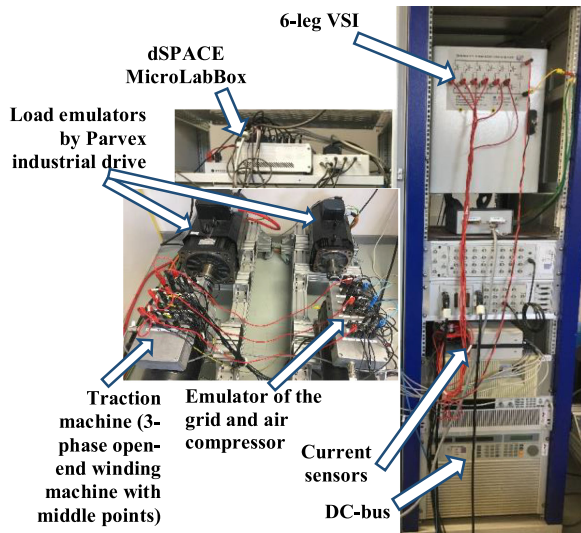 6-leg VSI
dSPACE
MicroLabBox
Load emulators
by Parvex
industrial drive
Traction
machine (3-
phase open-
end winding
machine with
middle points)
Emulator of the
grid and air
compressor
Current
sensors
DC-bus